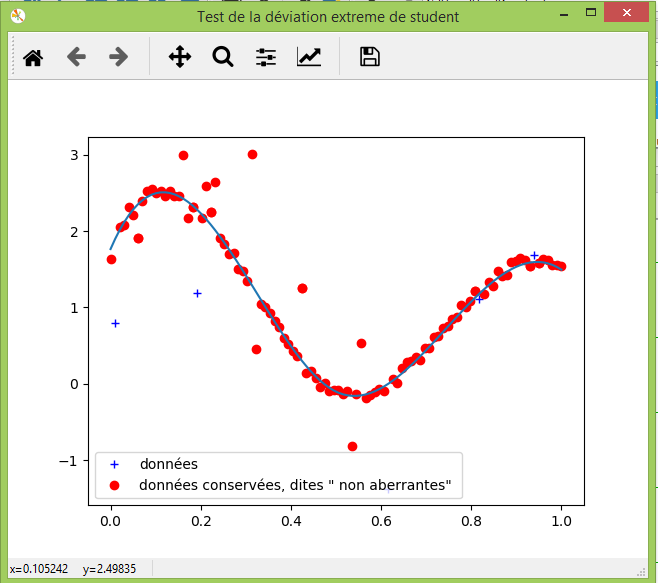 Test de la déviation extreme de student
3
2
1
0
−1
données
données conservées, dites " non aberrantes"
0.0 0.2 0.4 0.6 0.8 1.0
x=0.105242 y=2.49835